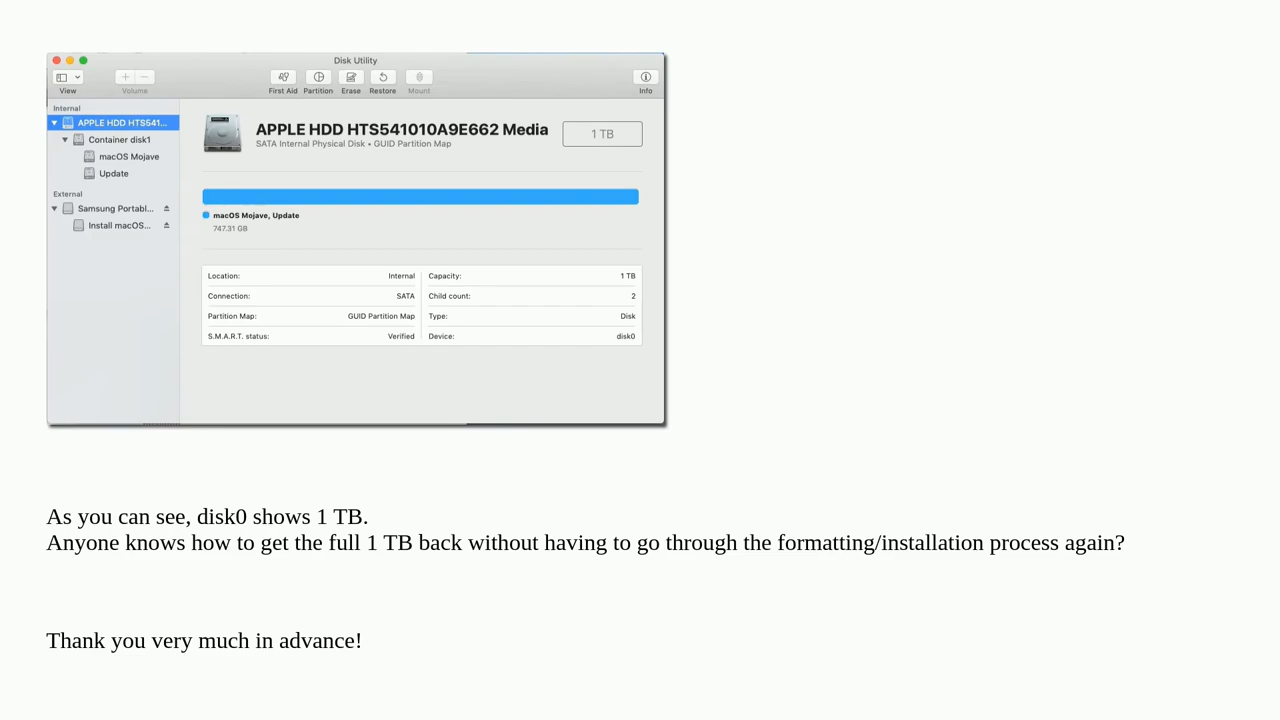 Disk Utility
View
Volume
First Aid
Partition
Erase
Restore
Mount
Info
Internal
APPLE HDD HTS541...
Container disk1
macOS Mojave
Update
External
Samsung Portabl...
Install macOS...
APPLE HDD HTS541010A9E662 Media
SATA Internal Physical Disk • GUID Partition Map
1 TB
macOS Mojave, Update
747.31 GB
Location: Internal
Capacity: 1 TB
Connection: SATA
Child count: 2
Partition Map: GUID Partition Map
Type: Disk
S.M.A.R.T. status: Verified
Device: disk0
As you can see, disk0 shows 1 TB.
Anyone knows how to get the full 1 TB back without having to go through the formatting/installation process again?
Thank you very much in advance!